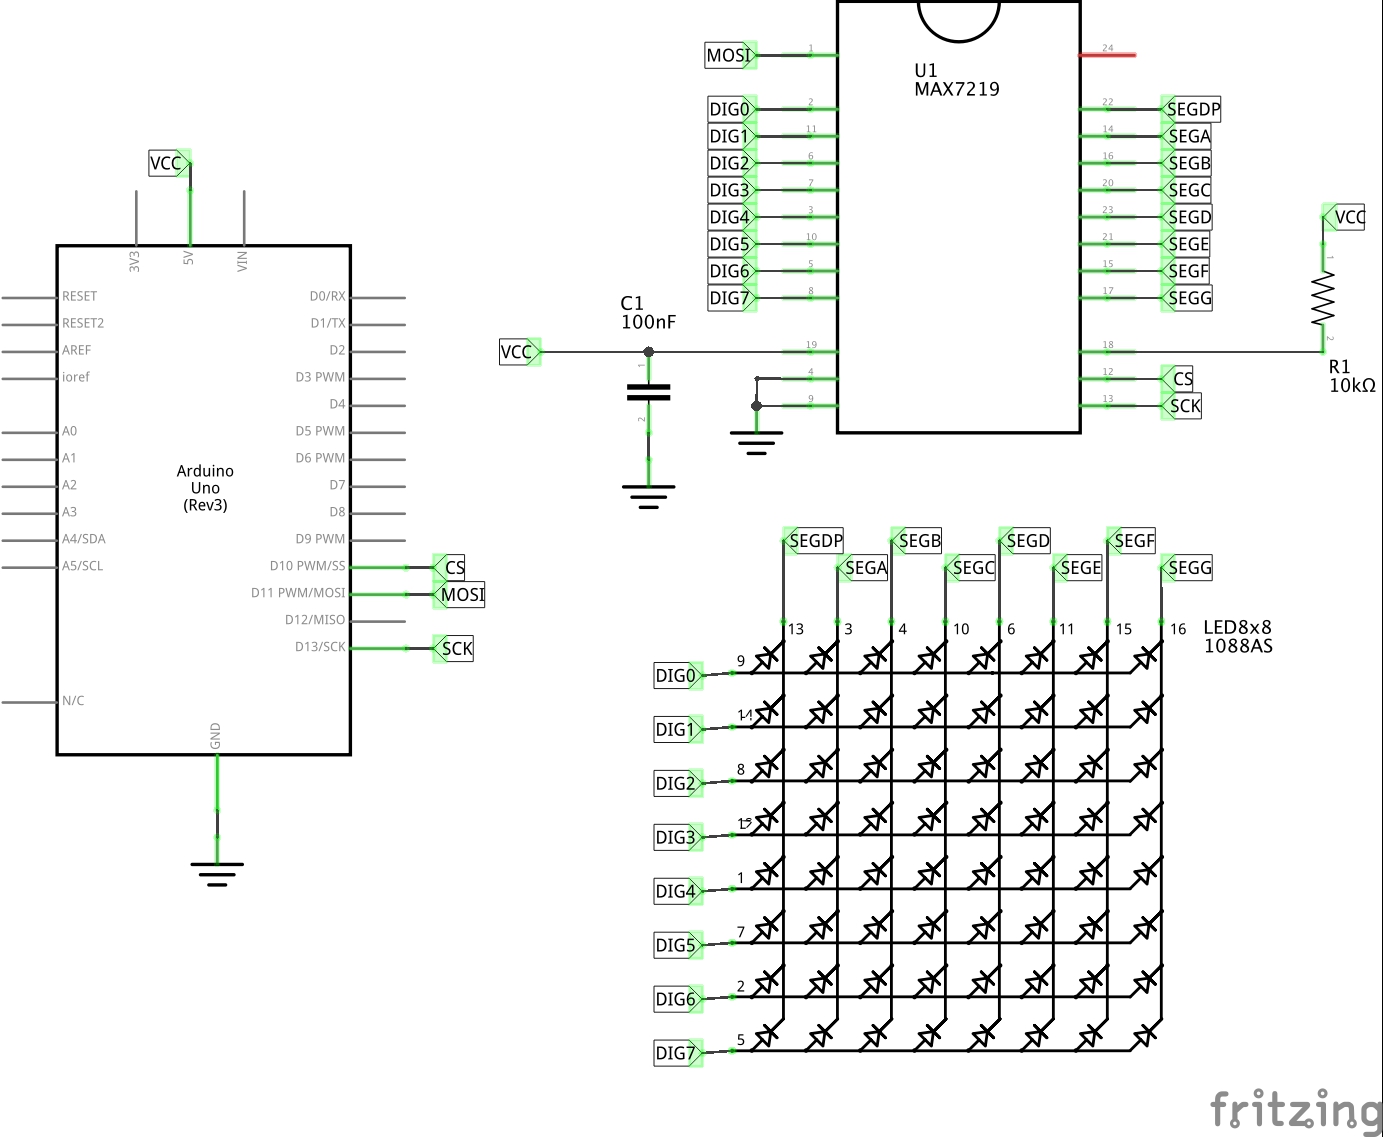 VCC
3V3
5V
VIN
RESET
RESET2
AREF
ioref
A0
A1
A2
A3
A4/SDA
A5/SCL
N/C
Arduino
Uno
(Rev3)
D0/RX
D1/TX
D2
D3 PWM
D4
D5 PWM
D6 PWM
D7
D8
D9 PWM
D10 PWM/SS
D11 PWM/MOSI
D12/MISO
D13/SCK
GND
CS
MOSI
SCK
VCC
C1
100nF
1
2
MOSI 1
DIG0 2
DIG1 11
DIG2 6
DIG3 7
DIG4 3
DIG5 10
DIG6 5
DIG7 8
19
4
9
U1
MAX7219
24
22 SEGDP
14 SEGA
16 SEGB
20 SEGC
23 SEGD
21 SEGE
15 SEGF
17 SEGG
18
12 CS
13 SCK
VCC
1
2
R1
10kΩ
SEGDP SEGB SEGD SEGF
SEGA SEGC SEGE SEGG
13 3 4 10 6 11 15 16
LED8x8
1088AS
DIG0 9
DIG1 14
DIG2 8
DIG3
DIG4 1
DIG5 7
DIG6 2
DIG7 5
fritzing